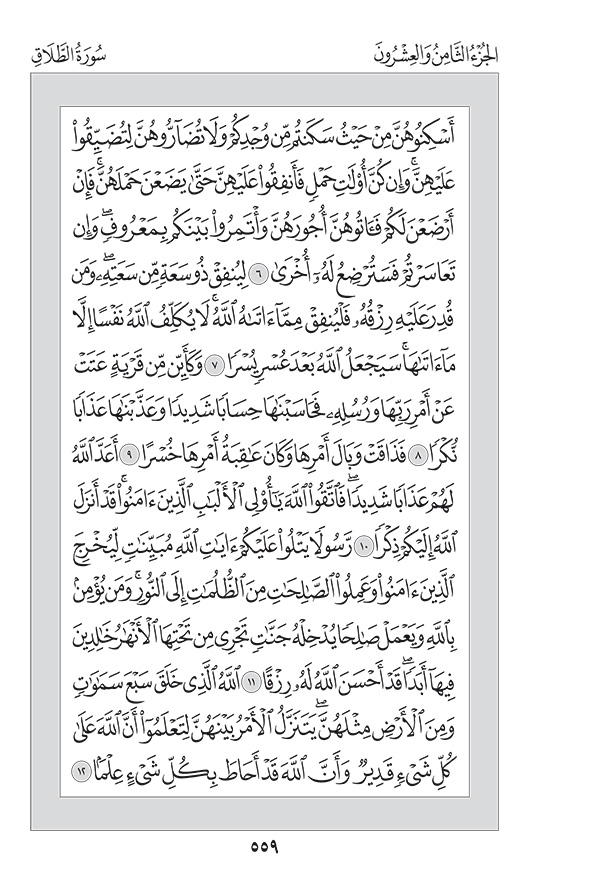 الجُزْءُ الثَّامِنُ وَالعِشْرُونَ
سُورَةُ الطَّلَاقِ
أَسْكِنُوهُنَّ مِنْ حَيْثُ سَكَنتُم مِّن وُجْدِكُمْ وَلَا تُضَآرُّوهُنَّ لِتُضَيِّقُوا۟
عَلَيْهِنَّ ۚ وَإِن كُنَّ أُو۟لَٰتِ حَمْلٍ فَأَنفِقُوا۟ عَلَيْهِنَّ حَتَّىٰ يَضَعْنَ حَمْلَهُنَّ ۚ فَإِنْ
أَرْضَعْنَ لَكُمْ فَـَٔاتُوهُنَّ أُجُورَهُنَّ وَأْتَمِرُوا۟ بَيْنَكُم بِمَعْرُوفٍ ۖ وَإِن
تَعَاسَرْتُمْ فَسَتُرْضِعُ لَهُۥٓ أُخْرَىٰ ٦ لِيُنفِقْ ذُو سَعَةٍ مِّن سَعَتِهِۦ ۖ وَمَن
قُدِرَ عَلَيْهِ رِزْقُهُۥ فَلْيُنفِقْ مِمَّآ ءَاتَىٰهُ ٱللَّهُ ۚ لَا يُكَلِّفُ ٱللَّهُ نَفْسًا إِلَّا
مَآ ءَاتَىٰهَا ۚ سَيَجْعَلُ ٱللَّهُ بَعْدَ عُسْرٍ يُسْرًا ٧ وَكَأَيِّن مِّن قَرْيَةٍ عَتَتْ
عَنْ أَمْرِ رَبِّهَا وَرُسُلِهِۦ فَحَاسَبْنَٰهَا حِسَابًا شَدِيدًا وَعَذَّبْنَٰهَا عَذَابًا
نُّكْرًا ٨ فَذَاقَتْ وَبَالَ أَمْرِهَا وَكَانَ عَٰقِبَةُ أَمْرِهَا خُسْرًا ٩ أَعَدَّ ٱللَّهُ
لَهُمْ عَذَابًا شَدِيدًا ۖ فَٱتَّقُوا۟ ٱللَّهَ يَٰٓأُو۟لِى ٱلْأَلْبَٰبِ ٱلَّذِينَ ءَامَنُوا۟ ۚ قَدْ أَنزَلَ
ٱللَّهُ إِلَيْكُمْ ذِكْرًا ١٠ رَّسُولًا يَتْلُوا۟ عَلَيْكُمْ ءَايَٰتِ ٱللَّهِ مُبَيِّنَٰتٍ لِّيُخْرِجَ
ٱلَّذِينَ ءَامَنُوا۟ وَعَمِلُوا۟ ٱلصَّٰلِحَٰتِ مِنَ ٱلظُّلُمَٰتِ إِلَى ٱلنُّورِ ۚ وَمَن يُؤْمِنۢ
بِٱللَّهِ وَيَعْمَلْ صَٰلِحًا يُدْخِلْهُ جَنَّٰتٍ تَجْرِى مِن تَحْتِهَا ٱلْأَنْهَٰرُ خَٰلِدِينَ
فِيهَآ أَبَدًا ۖ قَدْ أَحْسَنَ ٱللَّهُ لَهُۥ رِزْقًا ١١ ٱللَّهُ ٱلَّذِى خَلَقَ سَبْعَ سَمَٰوَٰتٍ
وَمِنَ ٱلْأَرْضِ مِثْلَهُنَّ ۖ يَتَنَزَّلُ ٱلْأَمْرُ بَيْنَهُنَّ لِتَعْلَمُوٓا۟ أَنَّ ٱللَّهَ عَلَىٰ
كُلِّ شَىْءٍ قَدِيرٌ وَأَنَّ ٱللَّهَ قَدْ أَحَاطَ بِكُلِّ شَىْءٍ عِلْمًۢا ١٢
٥٥٩